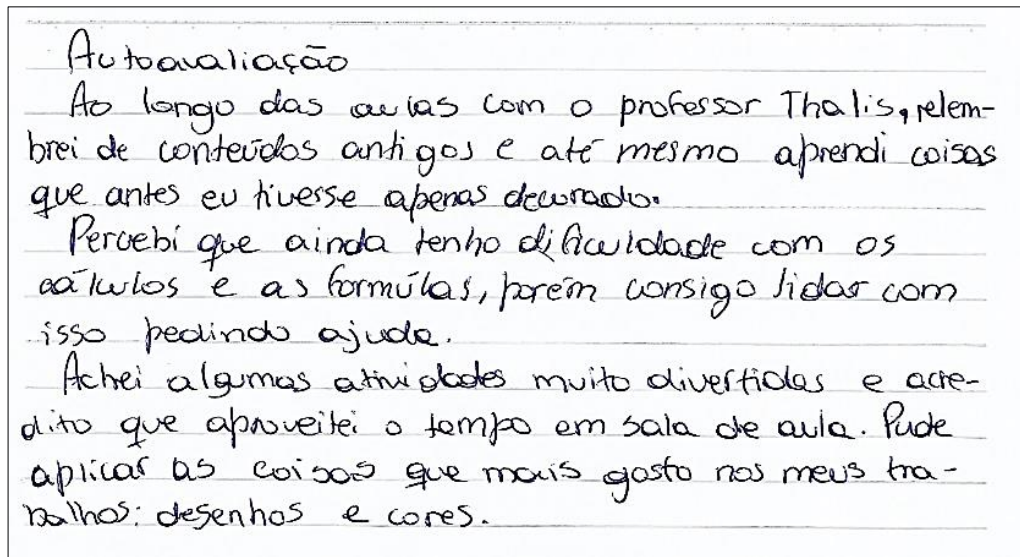 Autoavaliação
Ao longo das aulas com o professor Thalis, relem-
brei de conteúdos antigos e até mesmo aprendi coisas
que antes eu tivesse apenas decorado.
Percebi que ainda tenho dificuldade com os
cálculos e as formúlas, porém consigo lidar com
isso pedindo ajuda.
Achei algumas atividades muito divertidas e acre-
dito que aproveitei o tempo em sala de aula. Pude
aplicar as coisas que mais gosto nos meus tra-
balhos: desenhos e cores.